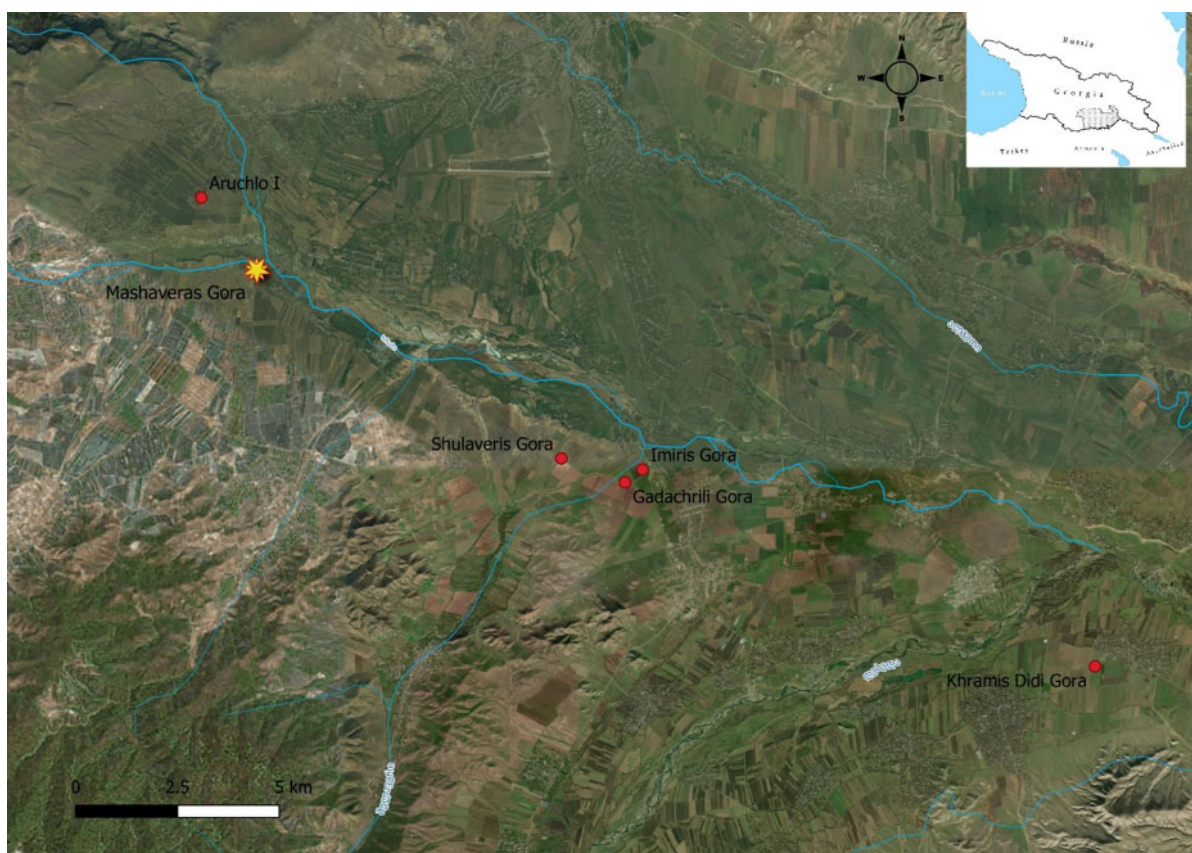 N
W E
S
Russia
Georgia
Turkey
Aruchlo I
Mashaveras Gora
Shulaveris Gora
Imiris Gora
Gadachrili Gora
Khramis Didi Gora
0 2.5 5 km